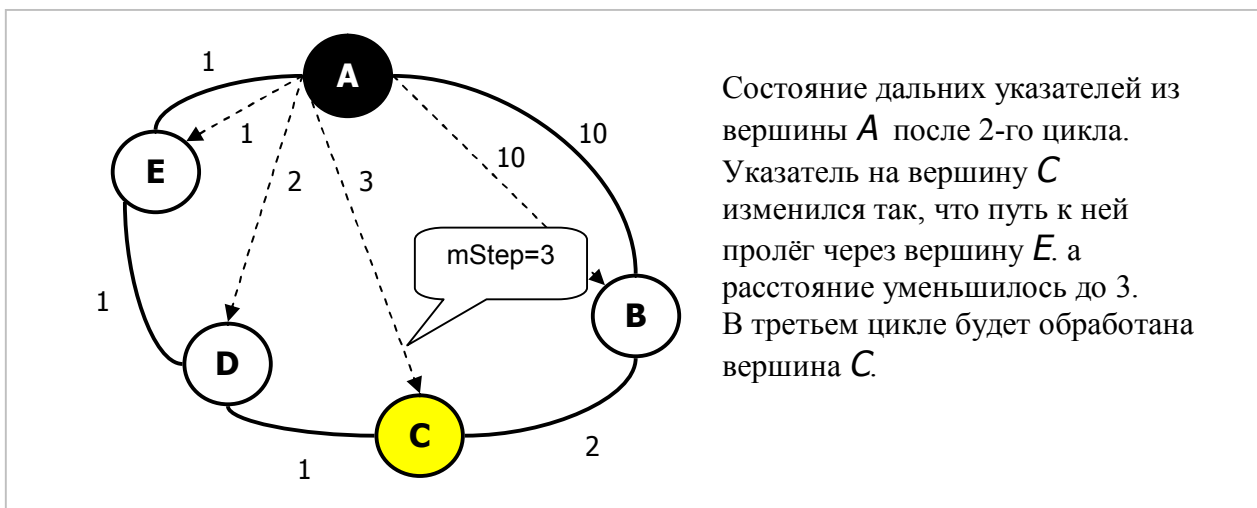 1
A
10
E
1
2
3
10
mStep=3
B
1
D
C
2
1
Состояние дальних указателей из
вершины A после 2-го цикла.
Указатель на вершину C
изменился так, что путь к ней
пролёг через вершину E. а
расстояние уменьшилось до 3.
В третьем цикле будет обработана
вершина C.